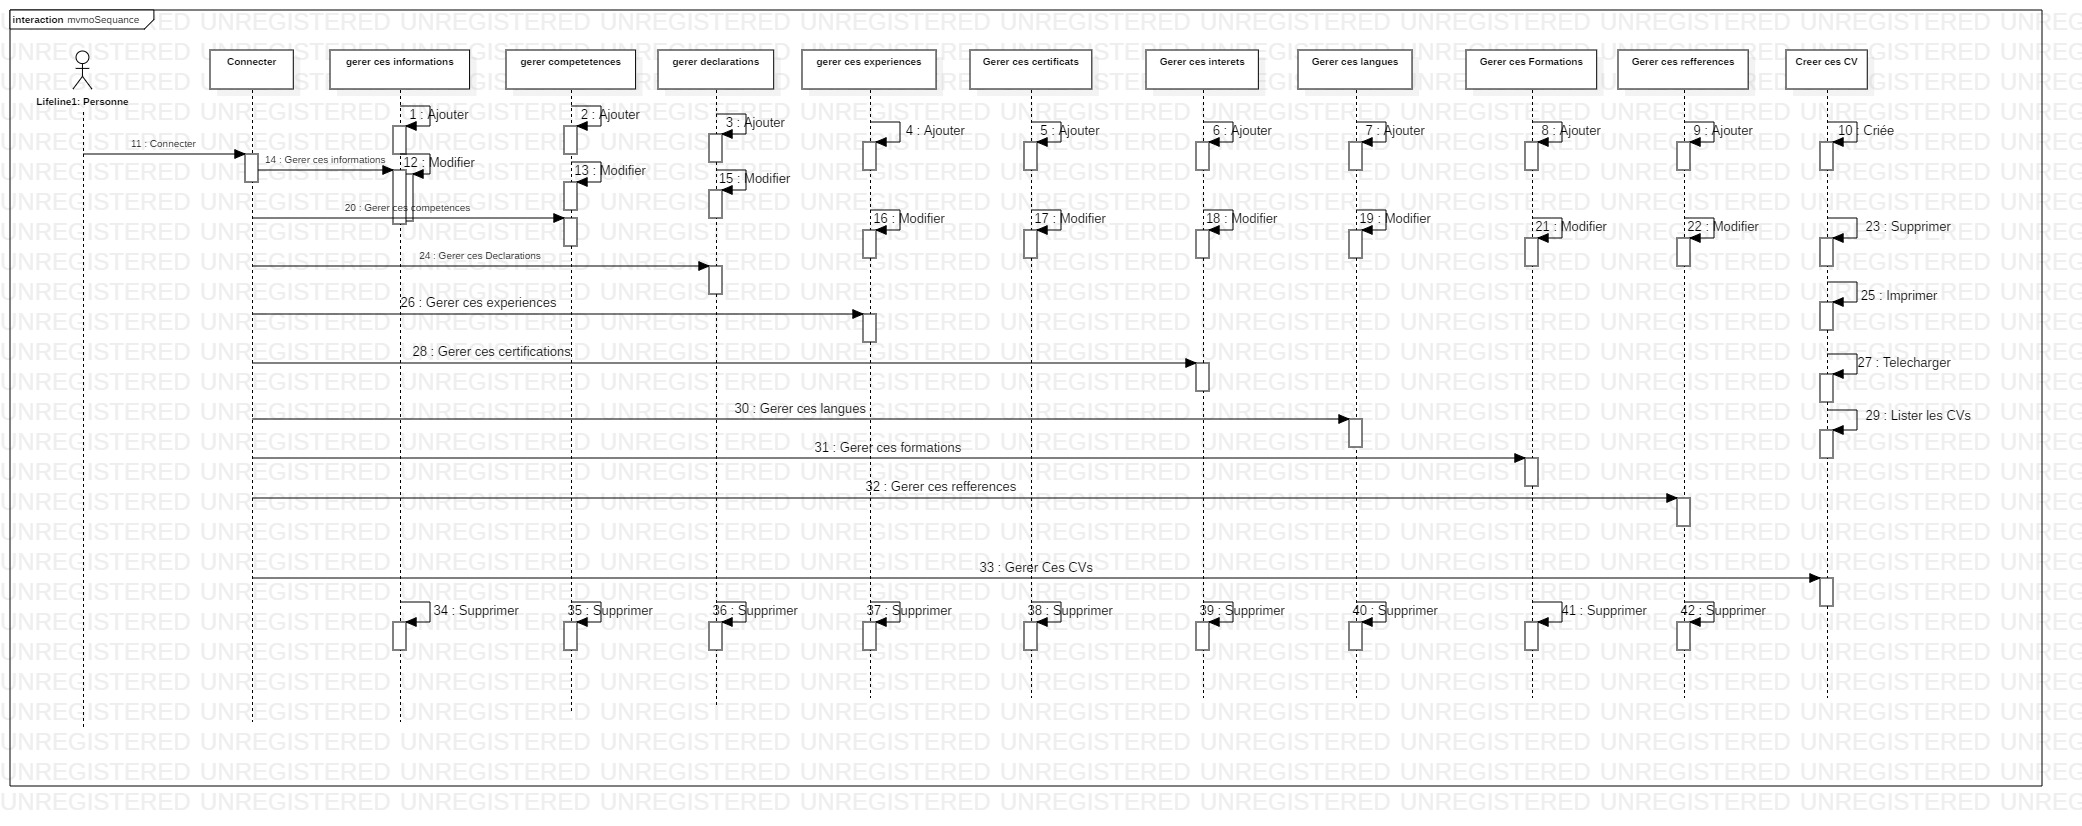 interaction mvmoSequance
Lifeline1: Personne
Connecter
gerer ces informations
gerer competetences
gerer declarations
gerer ces experiences
Gerer ces certificats
Gerer ces interets
Gerer ces langues
Gerer ces Formations
Gerer ces refferences
Creer ces CV
1 : Ajouter
2 : Ajouter
3 : Ajouter
4 : Ajouter
5 : Ajouter
6 : Ajouter
7 : Ajouter
8 : Ajouter
9 : Ajouter
10 : Criée
11 : Connecter
12 : Modifier
13 : Modifier
14 : Gerer ces informations
15 : Modifier
16 : Modifier
17 : Modifier
18 : Modifier
19 : Modifier
20 : Gerer ces competences
21 : Modifier
22 : Modifier
23 : Supprimer
24 : Gerer ces Declarations
25 : Imprimer
26 : Gerer ces experiences
27 : Telecharger
28 : Gerer ces certifications
29 : Lister les CVs
30 : Gerer ces langues
31 : Gerer ces formations
32 : Gerer ces refferences
33 : Gerer Ces CVs
34 : Supprimer
35 : Supprimer
36 : Supprimer
37 : Supprimer
38 : Supprimer
39 : Supprimer
40 : Supprimer
41 : Supprimer
42 : Supprimer
UNREGISTERED